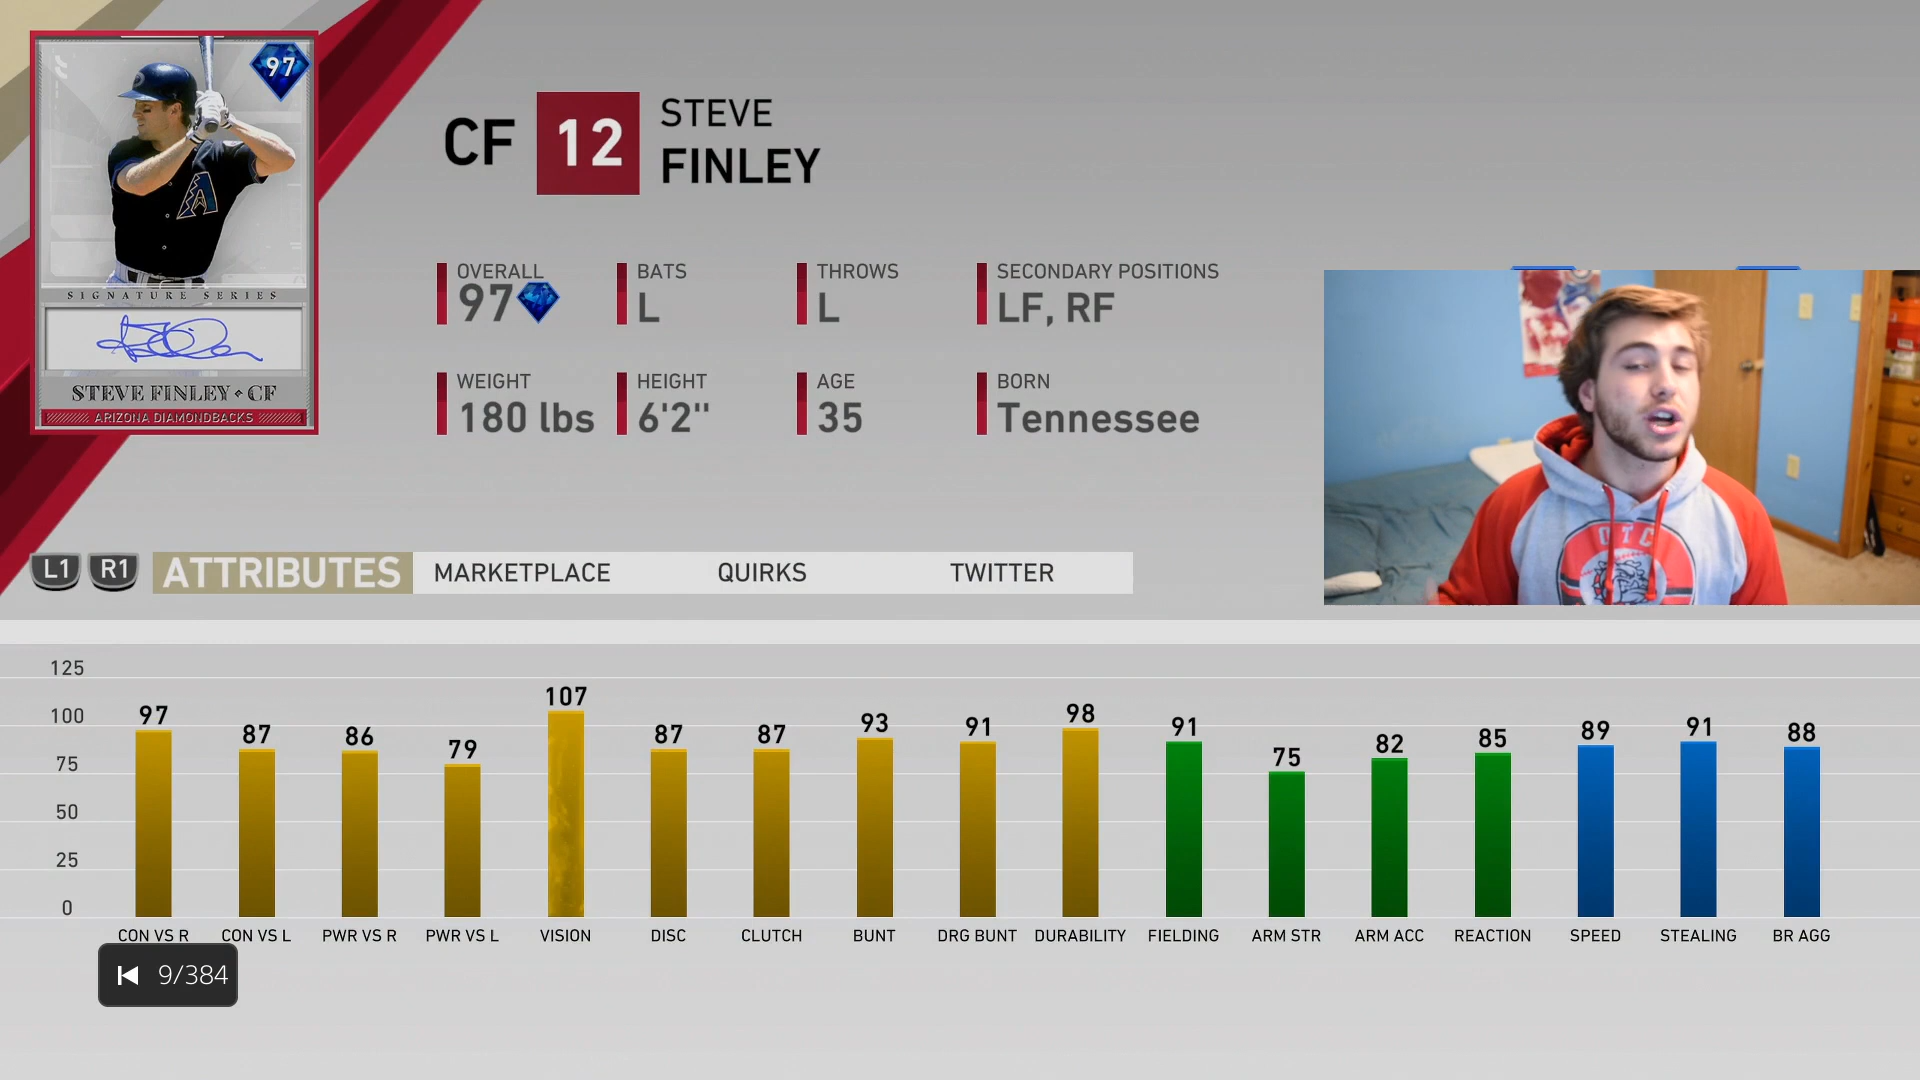 97
SIGNATURE SERIES
STEVE FINLEY CF
ARIZONA DIAMONDBACKS
CF 12 STEVE
FINLEY
OVERALL
97
BATS
L
THROWS
L
SECONDARY POSITIONS
LF, RF
WEIGHT
180 lbs
HEIGHT
6'2"
AGE
35
BORN
Tennessee
OTC
L1 R1 ATTRIBUTES MARKETPLACE QUIRKS TWITTER
125
100
75
50
25
0
97 87 86 79 107 87 87 93 91 98 91 75 82 85 89 91 88
CON VS R CON VS L PWR VS R PWR VS L VISION DISC CLUTCH BUNT DRG BUNT DURABILITY FIELDING ARM STR ARM ACC REACTION SPEED STEALING BR AGG
9/384